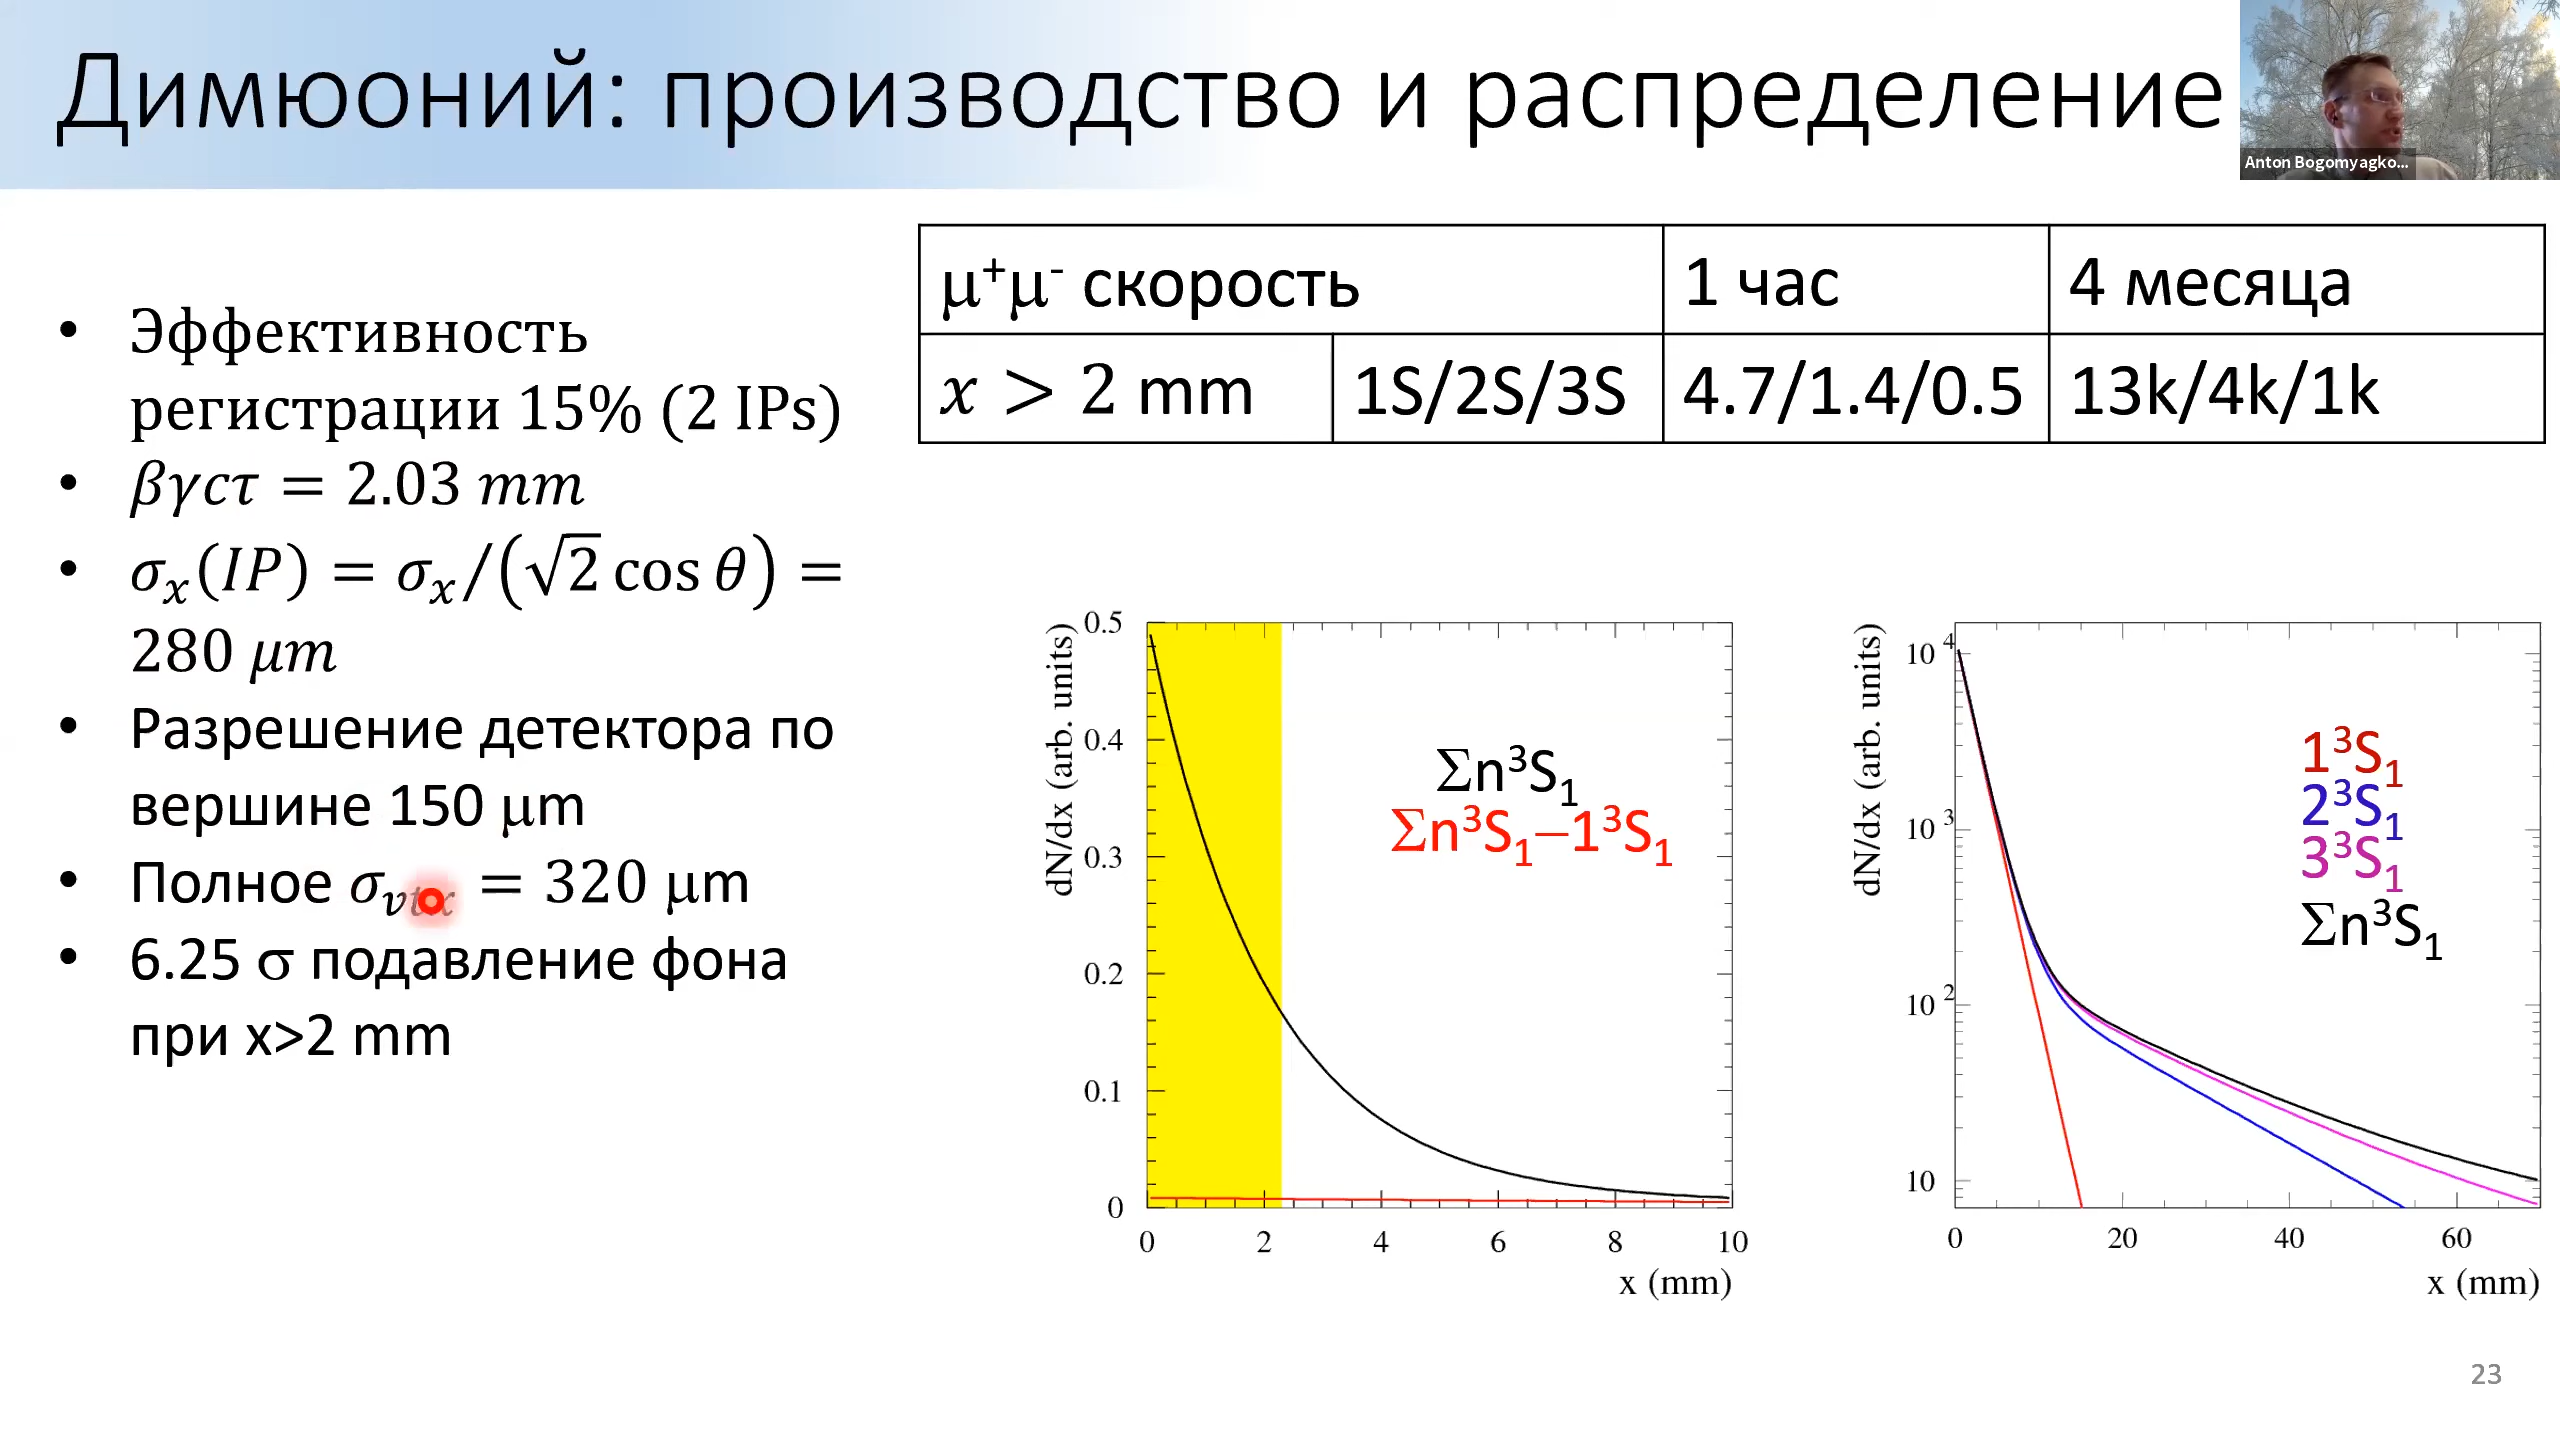 Димюоний: производство и распределение
Anton Bogomyagko...
• Эффективность
регистрации 15% (2 IPs)
• βγcτ = 2.03 mm
• σₓ(IP) = σₓ/(√2 cos θ) =
280 μm
• Разрешение детектора по
вершине 150 μm
• Полное σ_vtx = 320 μm
• 6.25 σ подавление фона
при x>2 mm
μ⁺μ⁻ скорость 1 час 4 месяца
x > 2 mm 1S/2S/3S 4.7/1.4/0.5 13k/4k/1k
dN/dx (arb. units)
0.5
0.4
0.3
0.2
0.1
0
Σn³S₁
Σn³S₁–1³S₁
0 2 4 6 8 10
x (mm)
dN/dx (arb. units)
10⁴
10³
10²
10
1³S₁
2³S₁
3³S₁
Σn³S₁
0 20 40 60
x (mm)
23